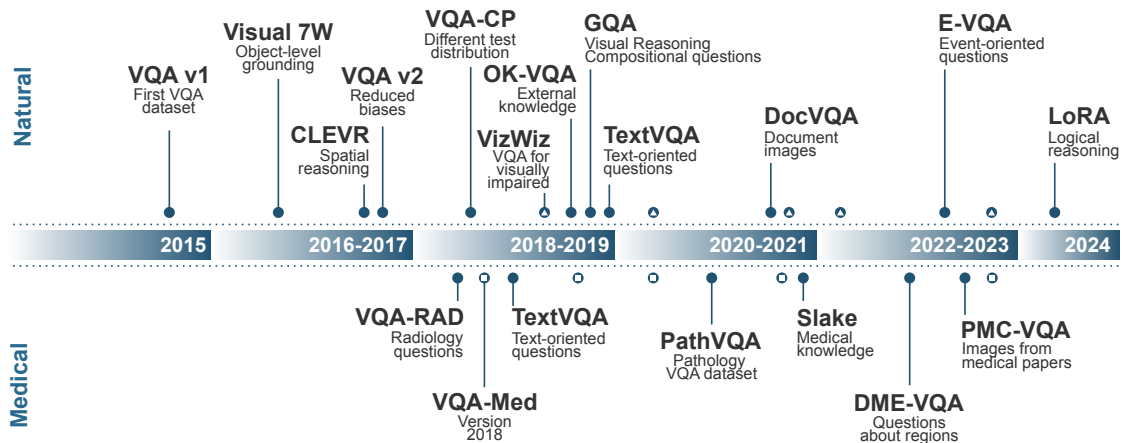 Natural
VQA v1
First VQA
dataset
Visual 7W
Object-level
grounding
CLEVR
Spatial
reasoning
VQA v2
Reduced
biases
VQA-CP
Different test
distribution
VizWiz
VQA for
visually
impaired
OK-VQA
External
knowledge
GQA
Visual Reasoning
Compositional questions
TextVQA
Text-oriented
questions
DocVQA
Document
images
E-VQA
Event-oriented
questions
LoRA
Logical
reasoning
2015
2016-2017
2018-2019
2020-2021
2022-2023
2024
Medical
VQA-RAD
Radiology
questions
VQA-Med
Version
2018
TextVQA
Text-oriented
questions
PathVQA
Pathology
VQA dataset
Slake
Medical
knowledge
DME-VQA
Questions
about regions
PMC-VQA
Images from
medical papers